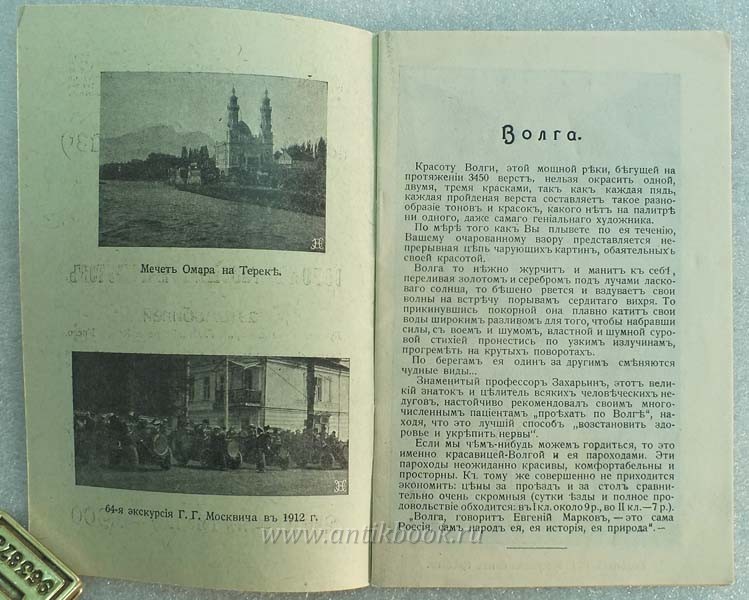 Мечеть Омара на Терекѣ.
64-я экскурсія Г. Г. Москвича въ 1912 г.
Волга.
Красоту Волги, этой мощной рѣки, бѣгущей на
протяженіи 3450 верстъ, нельзя окрасить одной,
двумя, тремя красками, такъ какъ каждая пядь,
каждая пройденая верста составляетъ такое разно-
образіе тоновъ и красокъ, какого нѣтъ на палитрѣ
ни одного, даже самаго геніальнаго художника.
По мѣрѣ того какъ Вы плывете по ея теченію,
Вашему очарованному взору представляется не-
прерывная цѣпь чарующихъ картинъ, обаятельныхъ
своей красотой.
Волга то нѣжно журчитъ и манитъ къ себѣ,
переливая золотомъ и серебромъ подъ лучами ласко-
ваго солнца, то бѣшено рвется и вздуваетъ свои
волны на встрѣчу порывамъ сердитаго вихря. То
прикинувшись покорной она плавно катитъ свои
воды широкимъ разливомъ для того, чтобы набравши
силы, съ воемъ и шумомъ, властной и шумной суро-
вой стихіей пронестись по узкимъ излучинамъ,
прогремѣть на крутыхъ поворотахъ.
По берегамъ ея одинъ за другимъ смѣняются
чудные виды...
Знаменитый профессоръ Захарьинъ, этотъ вели-
кій знатокъ и цѣлитель всякихъ человѣческихъ не-
дуговъ, настойчиво рекомендовалъ своимъ много-
численнымъ паціентамъ „проѣхать по Волгѣ“, на-
ходя, что это лучшій способъ „возстановить здо-
ровье и укрѣпить нервы“.
Если мы чѣмъ-нибудь можемъ гордиться, то это
именно красавицей-Волгой и ея пароходами. Эти
пароходы неожиданно красивы, комфортабельны и
просторны. Къ тому же совершенно не приходится
экономить: цѣны за проѣздъ и за столъ сравни-
тельно очень скромныя (сутки ѣзды и полное про-
довольствіе обходится: въ I кл. около 9 р., во II кл.—7 р.).
„Волга, говоритъ Евгеній Марковъ, — это сама
Россія, самъ народъ ея, ея исторія, ея природа“.—
www.antikbook.ru